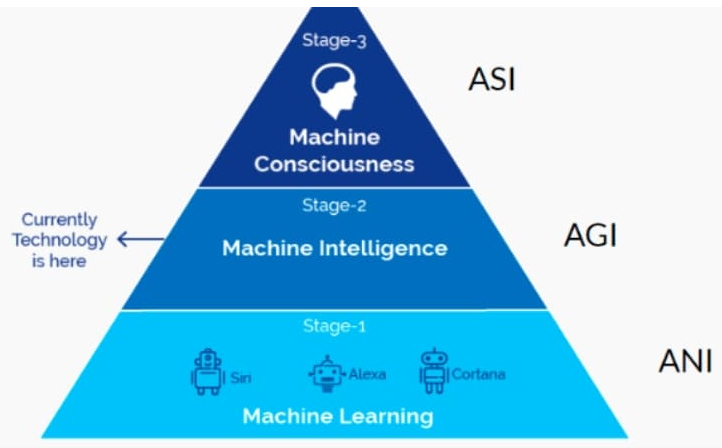 Stage-3
ASI
Machine
Consciousness
Stage-2
Currently
Technology
is here
Machine Intelligence
AGI
Stage-1
Siri
Alexa
Cortana
ANI
Machine Learning